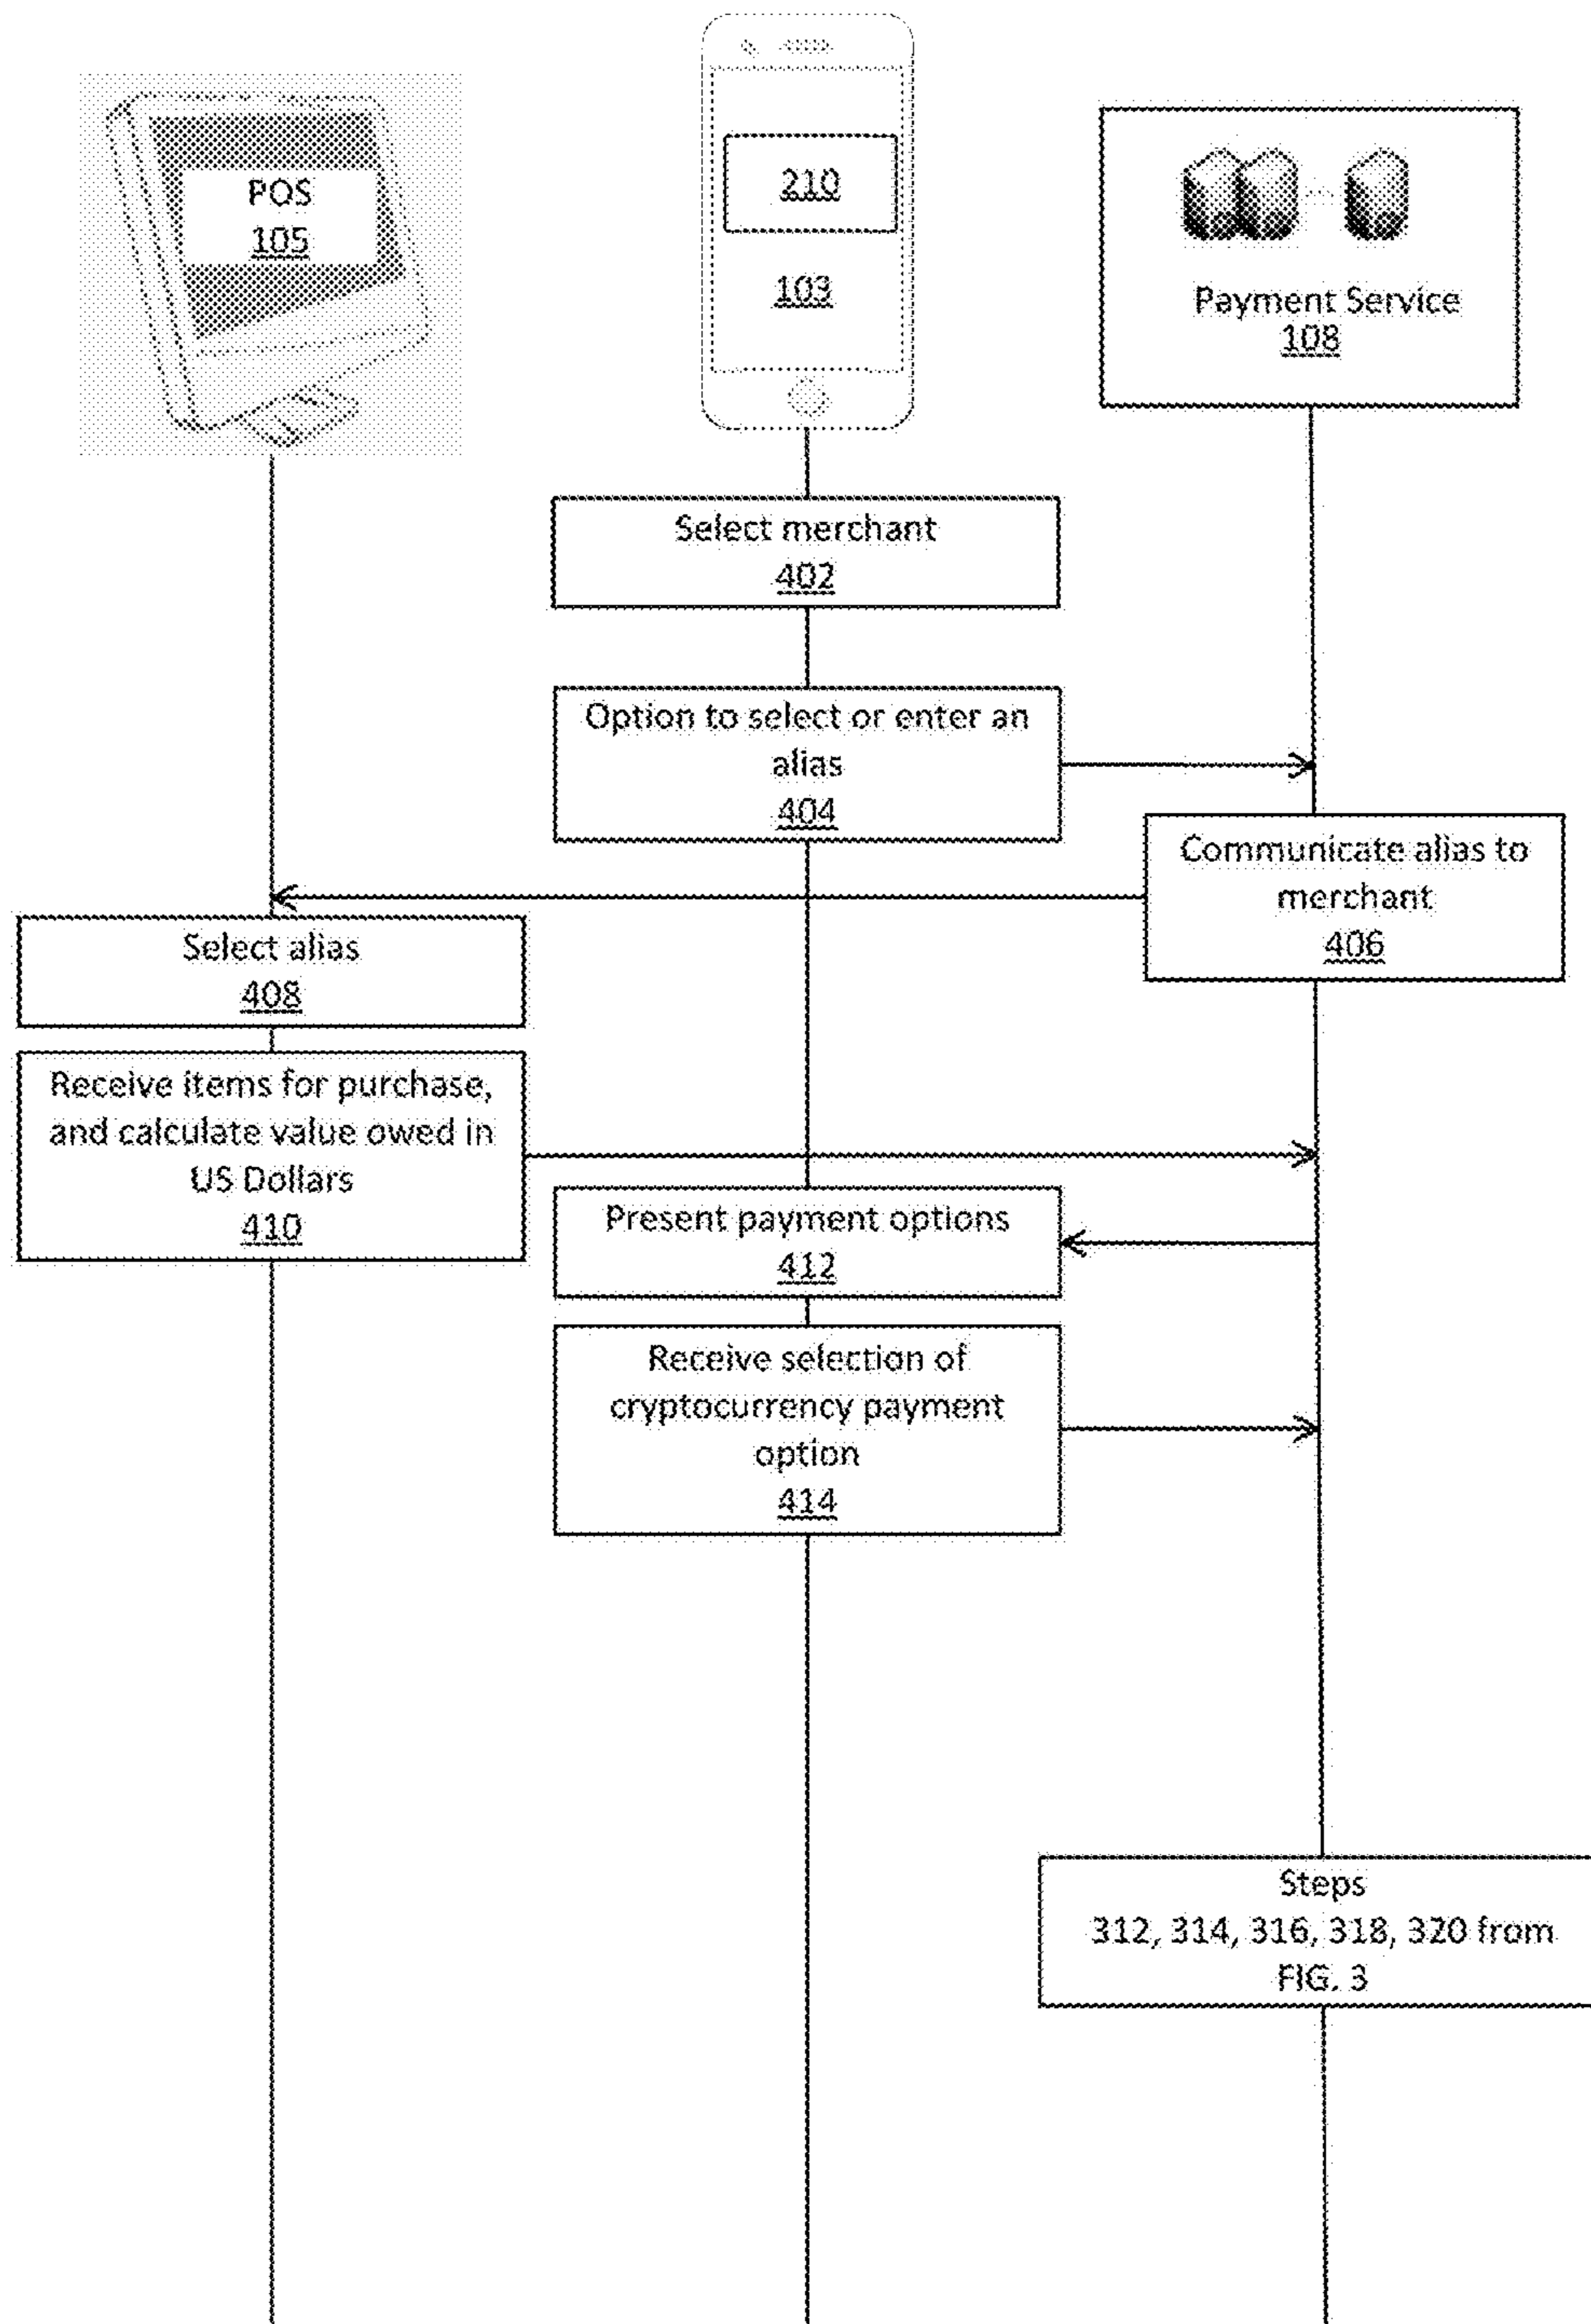 POS
105
210
103
Payment Service
108
Select merchant
402
Option to select or enter an
alias
404
Communicate alias to
merchant
406
Select alias
408
Receive items for purchase,
and calculate value owed in
US Dollars
410
Present payment options
412
Receive selection of
cryptocurrency payment
option
414
Steps
312, 314, 316, 318, 320 from
FIG. 3